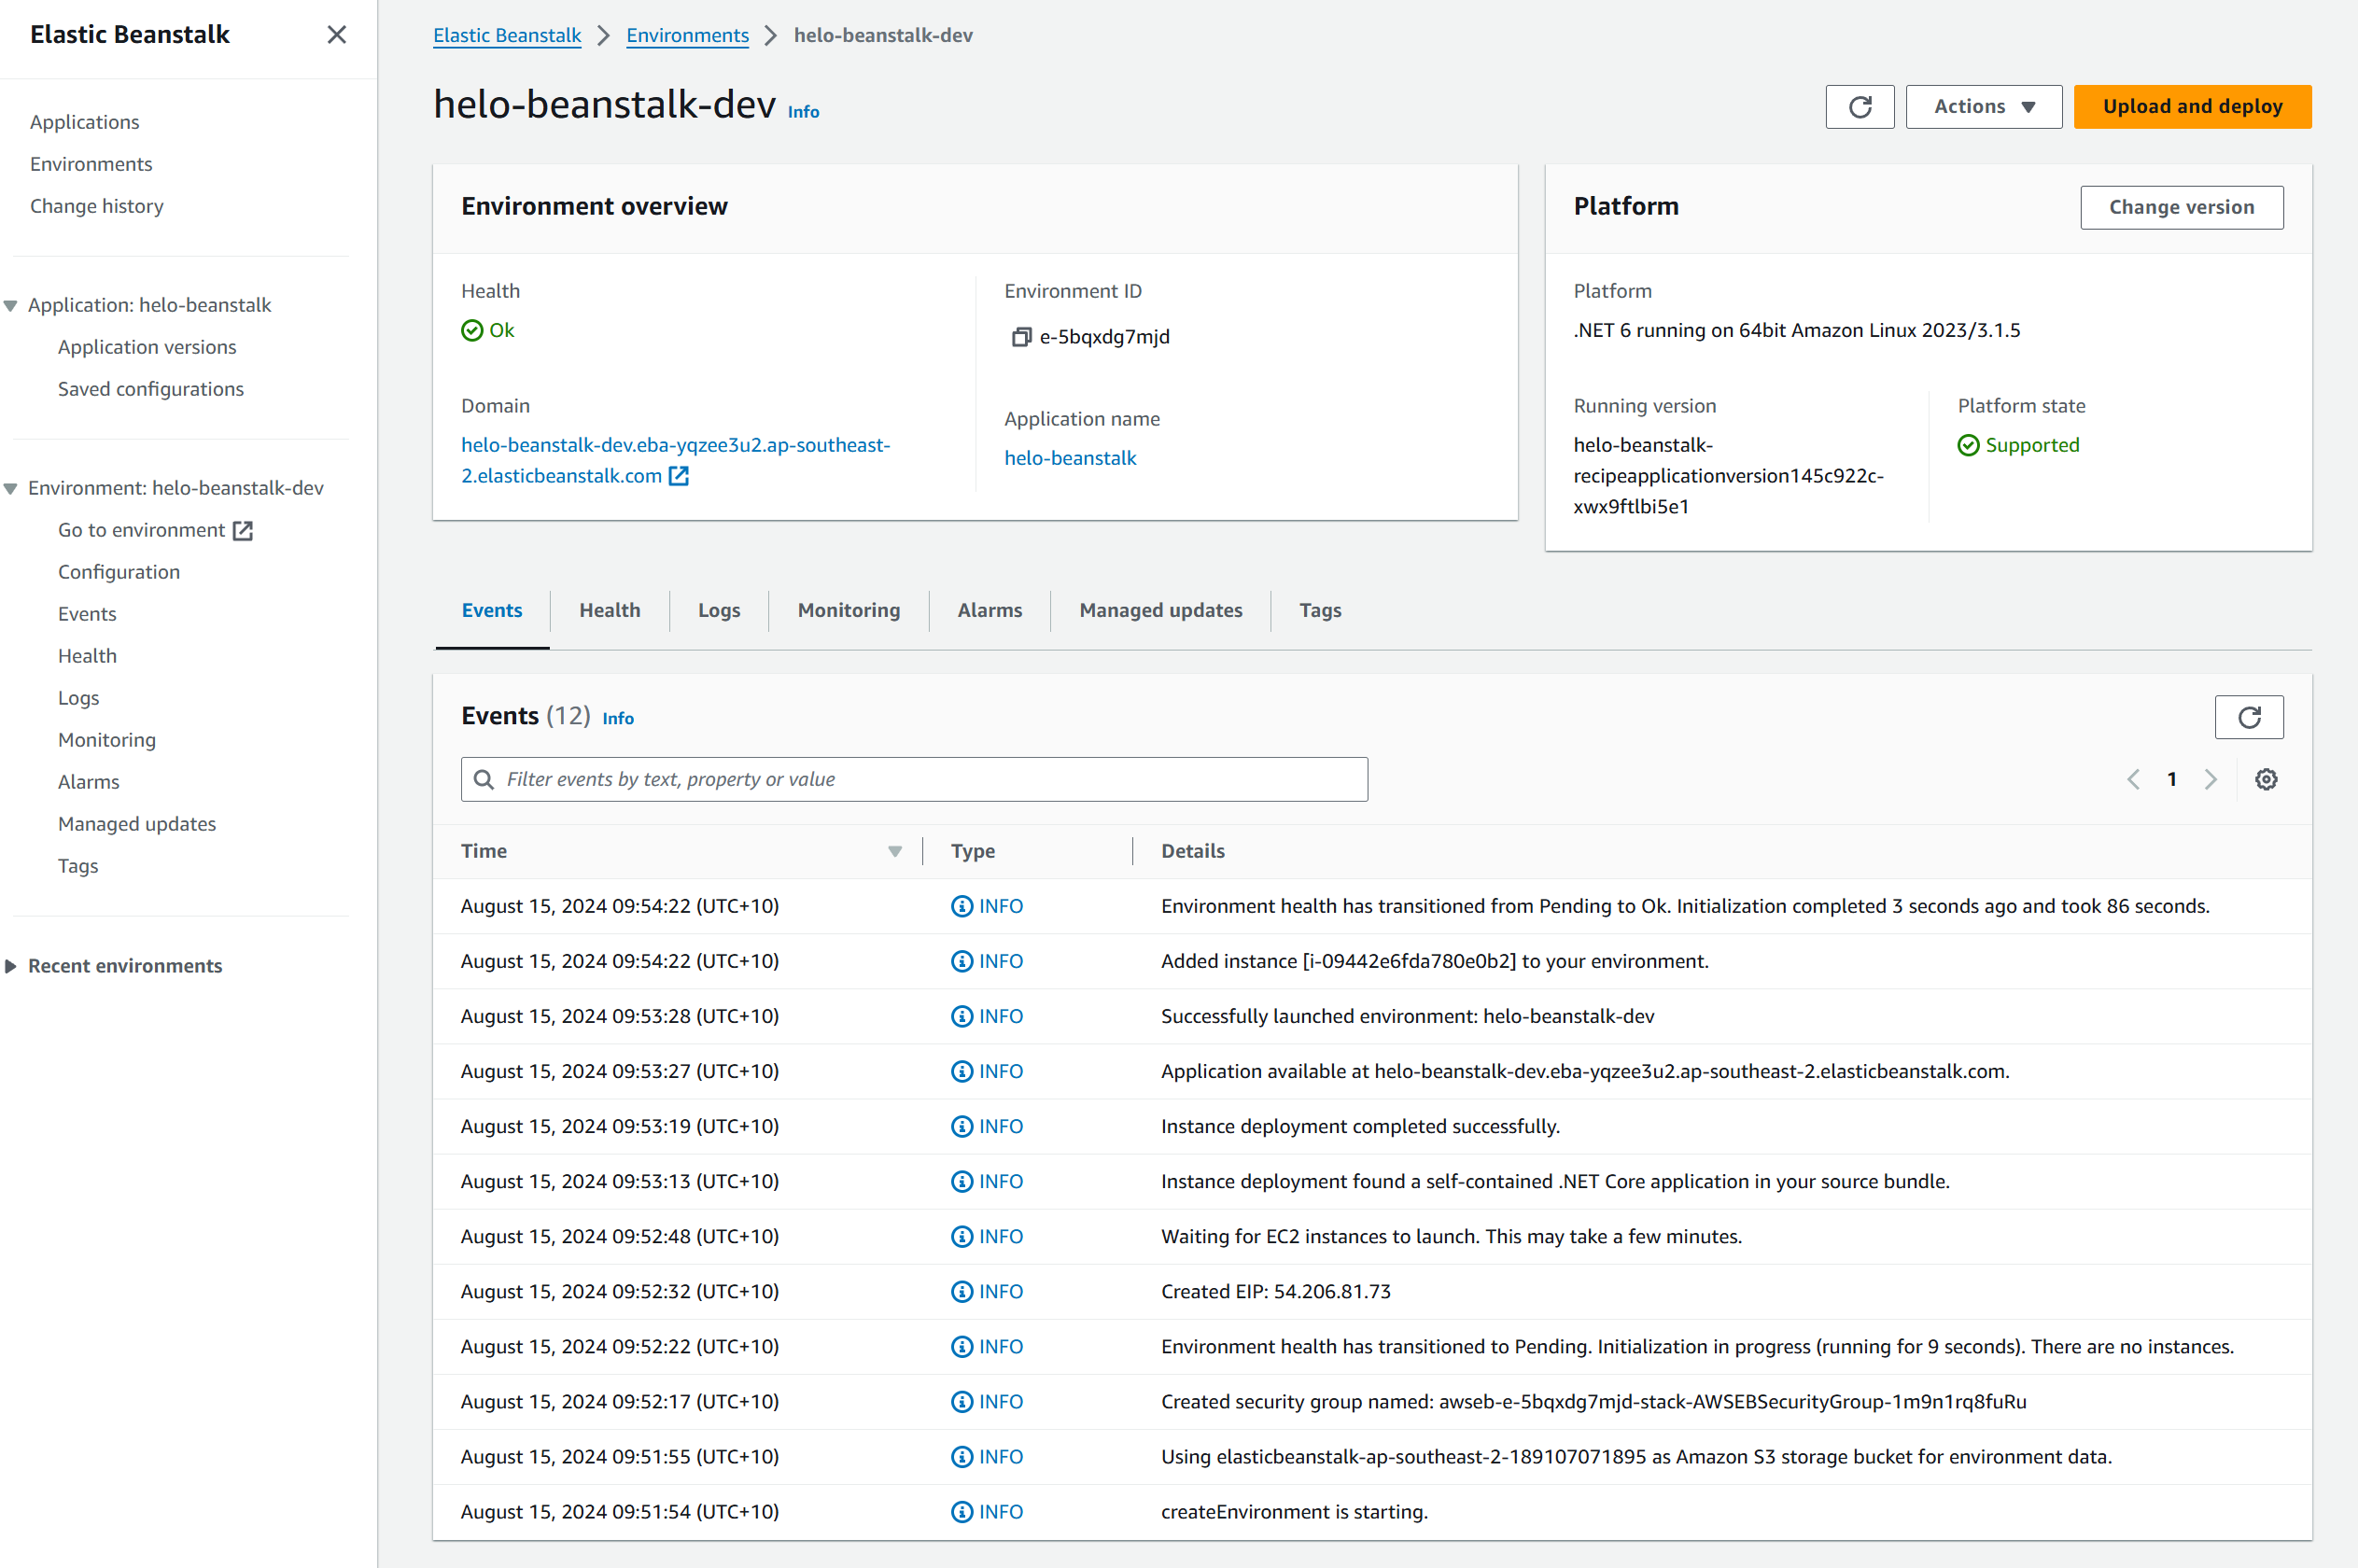 Elastic Beanstalk
Applications
Environments
Change history
Application: helo-beanstalk
Application versions
Saved configurations
Environment: helo-beanstalk-dev
Go to environment
Configuration
Events
Health
Logs
Monitoring
Alarms
Managed updates
Tags
Recent environments
Elastic Beanstalk > Environments > helo-beanstalk-dev
helo-beanstalk-dev Info
Actions Upload and deploy
Environment overview
Health
Ok
Environment ID
e-5bqxdg7mjd
Domain
helo-beanstalk-dev.eba-yqzee3u2.ap-southeast-
2.elasticbeanstalk.com
Application name
helo-beanstalk
Platform
Change version
Platform
.NET 6 running on 64bit Amazon Linux 2023/3.1.5
Running version
helo-beanstalk-
recipeapplicationversion145c922c-
xwx9ftlbi5e1
Platform state
Supported
Events Health Logs Monitoring Alarms Managed updates Tags
Events (12) Info
Filter events by text, property or value
1
Time Type Details
August 15, 2024 09:54:22 (UTC+10) INFO Environment health has transitioned from Pending to Ok. Initialization completed 3 seconds ago and took 86 seconds.
August 15, 2024 09:54:22 (UTC+10) INFO Added instance [i-09442e6fda780e0b2] to your environment.
August 15, 2024 09:53:28 (UTC+10) INFO Successfully launched environment: helo-beanstalk-dev
August 15, 2024 09:53:27 (UTC+10) INFO Application available at helo-beanstalk-dev.eba-yqzee3u2.ap-southeast-2.elasticbeanstalk.com.
August 15, 2024 09:53:19 (UTC+10) INFO Instance deployment completed successfully.
August 15, 2024 09:53:13 (UTC+10) INFO Instance deployment found a self-contained .NET Core application in your source bundle.
August 15, 2024 09:52:48 (UTC+10) INFO Waiting for EC2 instances to launch. This may take a few minutes.
August 15, 2024 09:52:32 (UTC+10) INFO Created EIP: 54.206.81.73
August 15, 2024 09:52:22 (UTC+10) INFO Environment health has transitioned to Pending. Initialization in progress (running for 9 seconds). There are no instances.
August 15, 2024 09:52:17 (UTC+10) INFO Created security group named: awseb-e-5bqxdg7mjd-stack-AWSEBSecurityGroup-1m9n1rq8fuRu
August 15, 2024 09:51:55 (UTC+10) INFO Using elasticbeanstalk-ap-southeast-2-189107071895 as Amazon S3 storage bucket for environment data.
August 15, 2024 09:51:54 (UTC+10) INFO createEnvironment is starting.